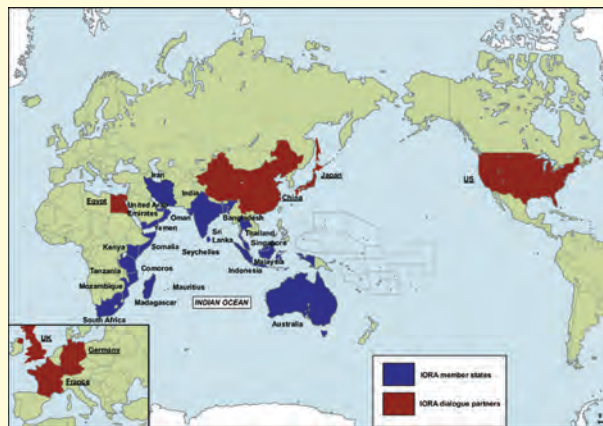 Iran
Japan
India
China
US
Egypt
United Arab
Emirates
Oman
Bangladesh
Yemen
Thailand
Sri
Lanka
Singapore
Kenya
Somalia
Seychelles
Malaysia
Indonesia
Tanzania
Comoros
Mozambique
Mauritius
Madagascar
INDIAN OCEAN
South Africa
Australia
UK
Germany
France
IORA member states
IORA dialogue partners